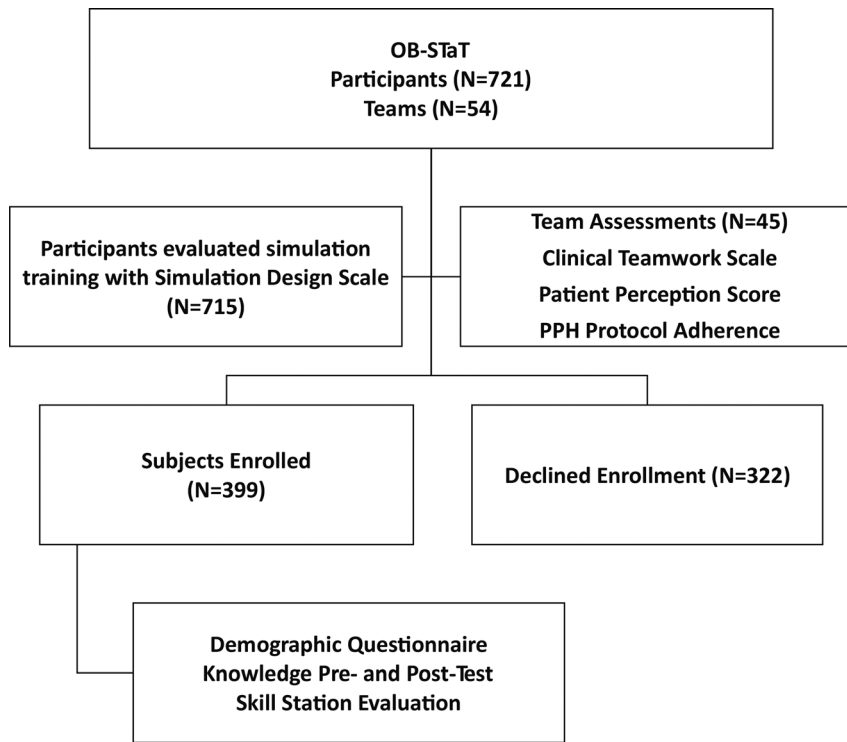 OB-STaT
Participants (N=721)
Teams (N=54)
Participants evaluated simulation
training with Simulation Design Scale
(N=715)
Team Assessments (N=45)
Clinical Teamwork Scale
Patient Perception Score
PPH Protocol Adherence
Subjects Enrolled
(N=399)
Declined Enrollment (N=322)
Demographic Questionnaire
Knowledge Pre- and Post-Test
Skill Station Evaluation